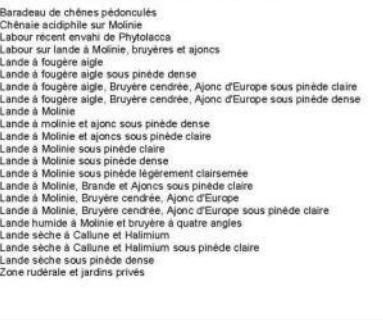 Baradeau de chênes pédonculés
Chênaie acidiphile sur Molinie
Labour récent envahi de Phytolacca
Labour sur lande à Molinie, bruyères et ajoncs
Lande à fougère aigle
Lande à fougère aigle sous pinède dense
Lande à fougère aigle, Bruyère cendrée, Ajonc d'Europe sous pinède claire
Lande à fougère aigle, Bruyère cendrée, Ajonc d'Europe sous pinède dense
Lande à Molinie
Lande à molinie et ajonc sous pinède dense
Lande à Molinie et ajoncs sous pinède claire
Lande à Molinie sous pinède claire
Lande à Molinie sous pinède dense
Lande à Molinie sous pinède légèrement clairsemée
Lande à Molinie, Brande et Ajoncs sous pinède claire
Lande à Molinie, Bruyère cendrée, Ajonc d'Europe
Lande à Molinie, Bruyère cendrée, Ajonc d'Europe sous pinède claire
Lande humide à Molinie et bruyère à quatre angles
Lande sèche à Callune et Halimium
Lande sèche à Callune et Halimium sous pinède claire
Lande sèche sous pinède dense
Zone rudérale et jardins privés